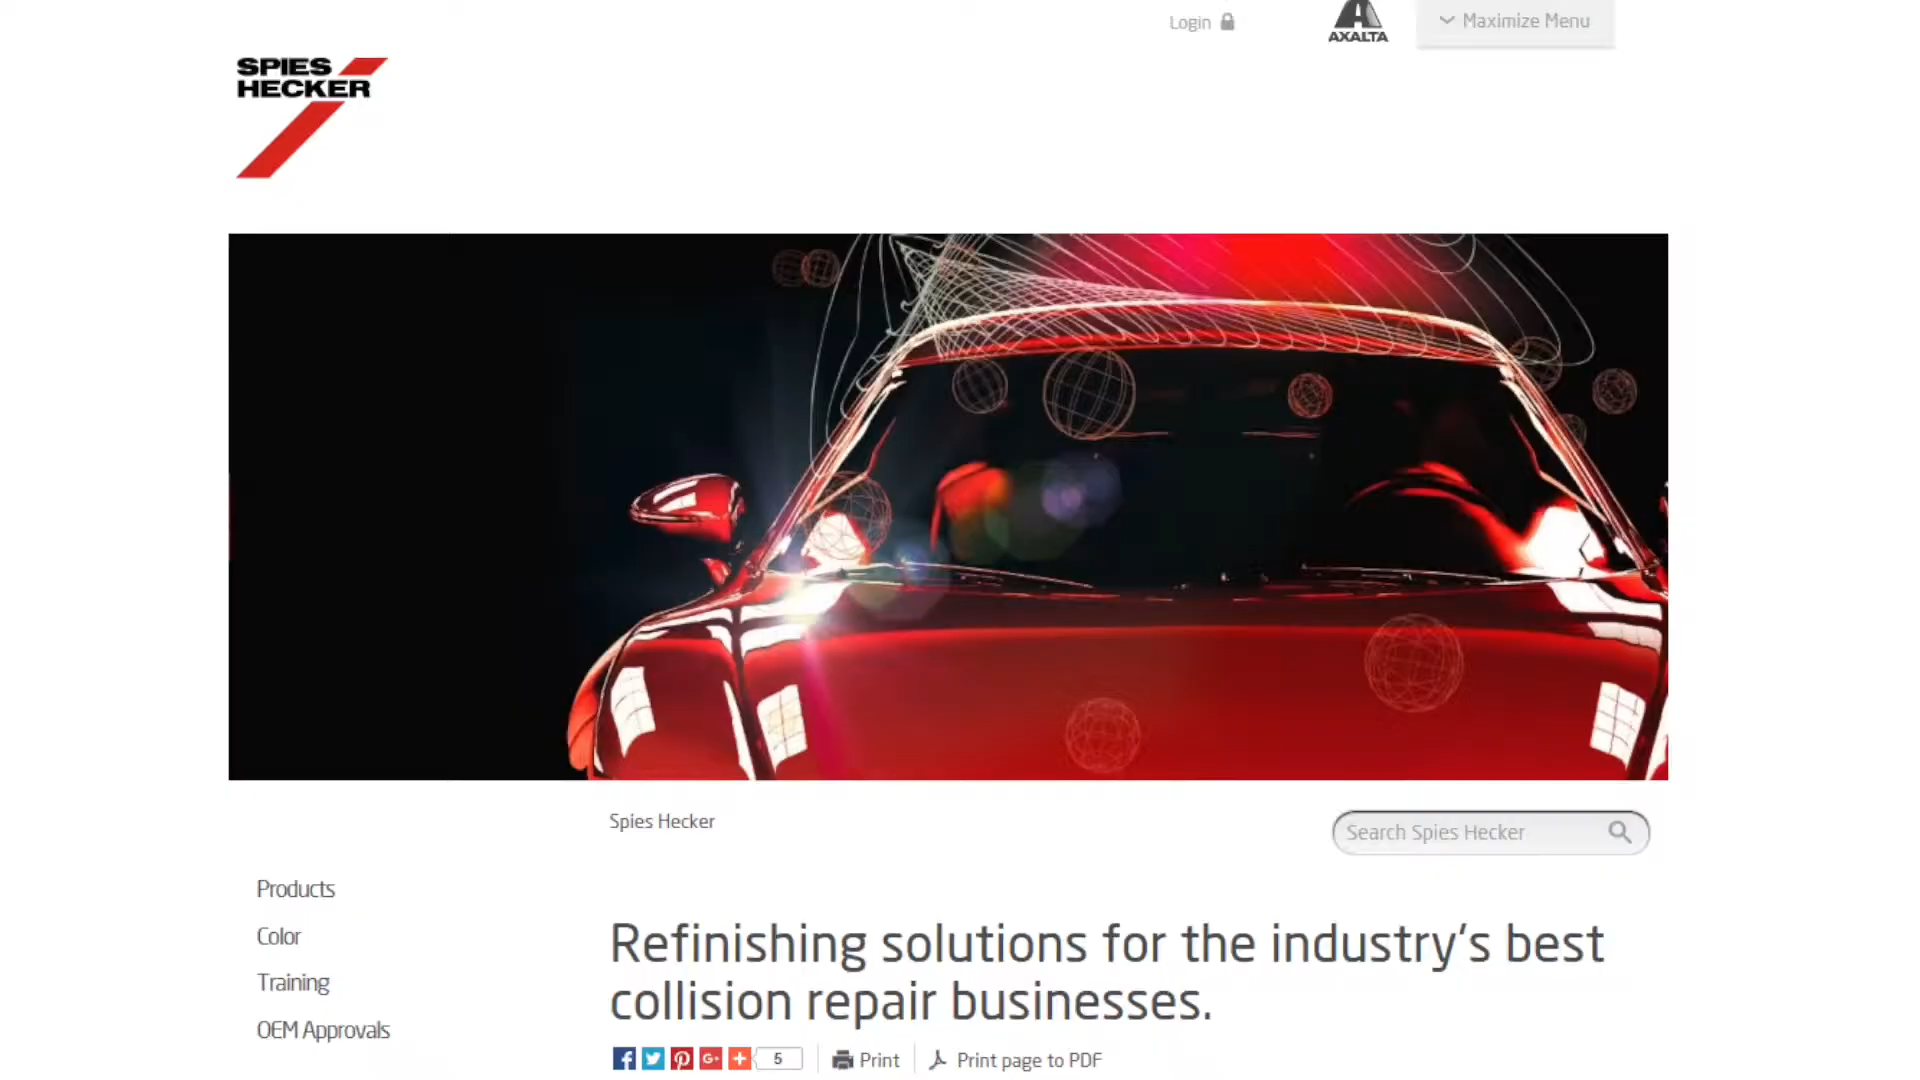 Login
AXALTA
Maximize Menu
SPIES
HECKER
Spies Hecker
Search Spies Hecker
Products
Color
Training
OEM Approvals
Refinishing solutions for the industry's best
collision repair businesses.
5
Print
Print page to PDF